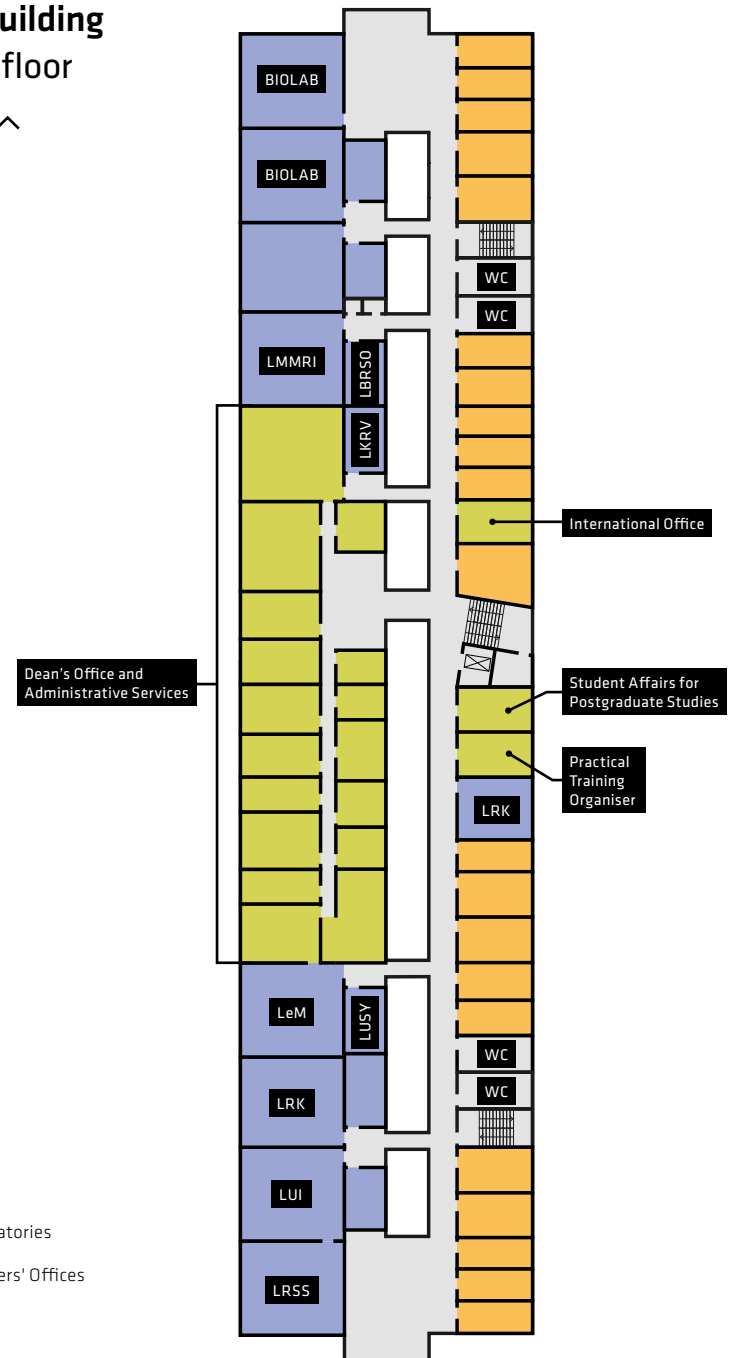 uilding
floor
BIOLAB
BIOLAB
WC
WC
LMMRI
LBRSO
LKRV
International Office
Dean's Office and
Administrative Services
Student Affairs for
Postgraduate Studies
Practical
Training
Organiser
LRK
LeM
LUSY
WC
LRK
WC
LUI
atories
ers' Offices
LRSS